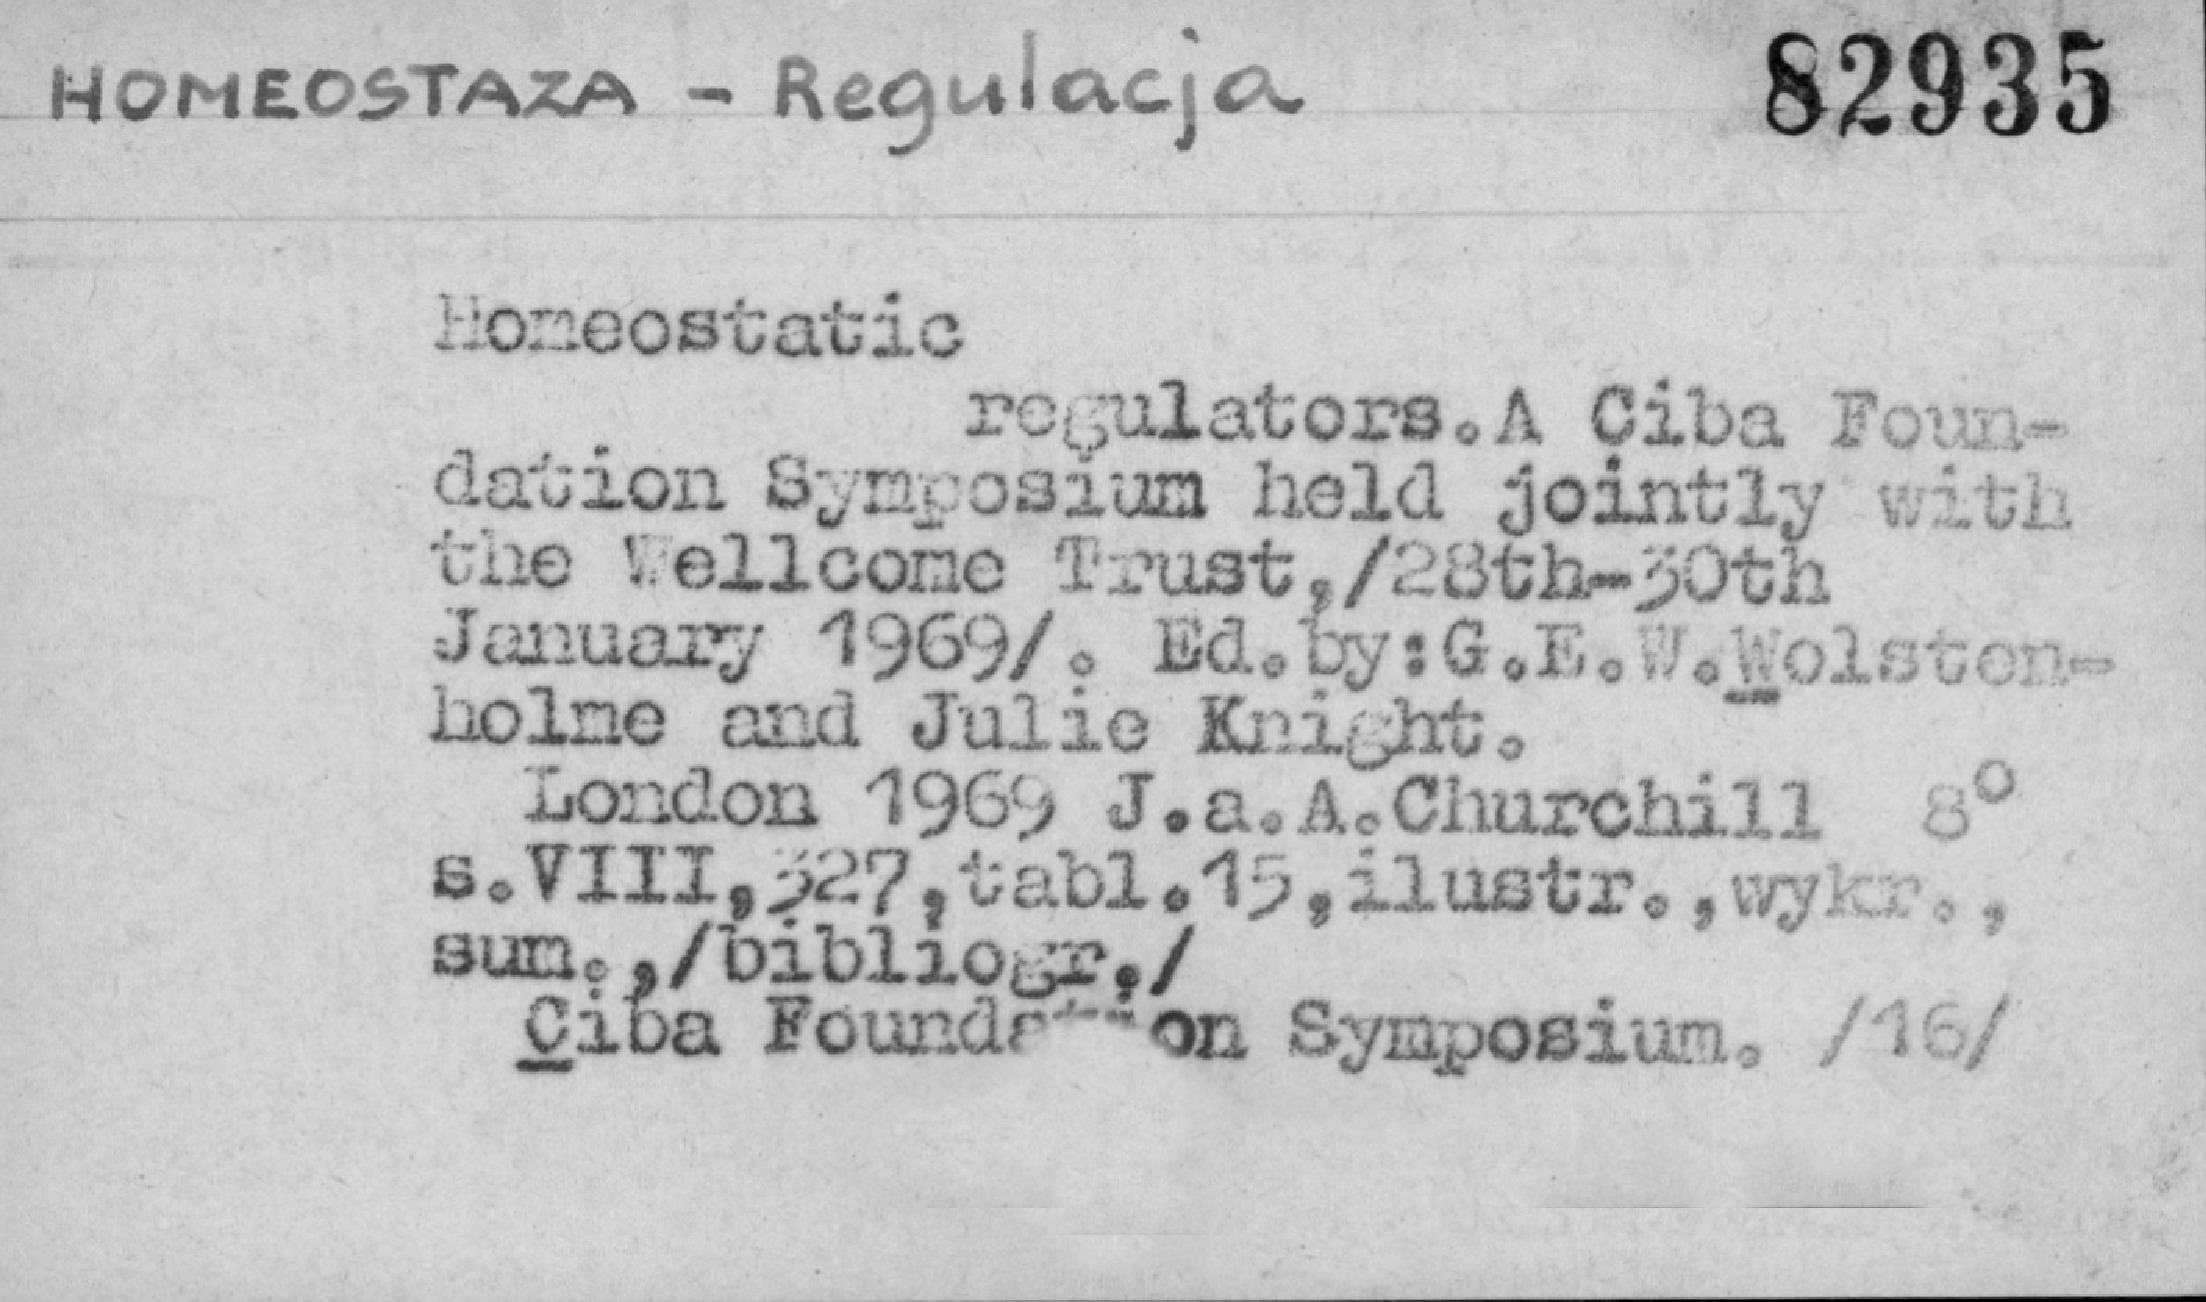 HOMEOSTAZA - Regulacja
82935
Homeostatic
regulators.A Ciba Foun-
dation Symposium held jointly with
the Wellcome Trust,/28th-30th
January 1969/. Ed.by:G.E.W.Wolsten-
holme and Julie Knight.
London 1969 J.a.A.Churchill 8°
s.VIII,327,tabl.15,ilustr.,wykr.,
sum.,/bibliogr./
Ciba Foundation Symposium. /16/